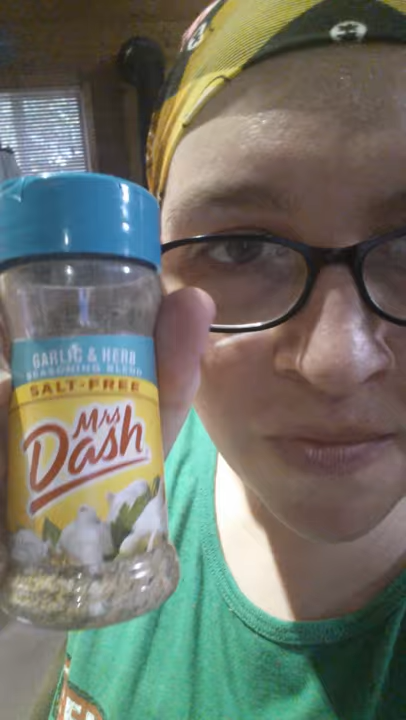 GARLIC & HERB
SEASONING BLEND
SALT-FREE
Mrs
Dash